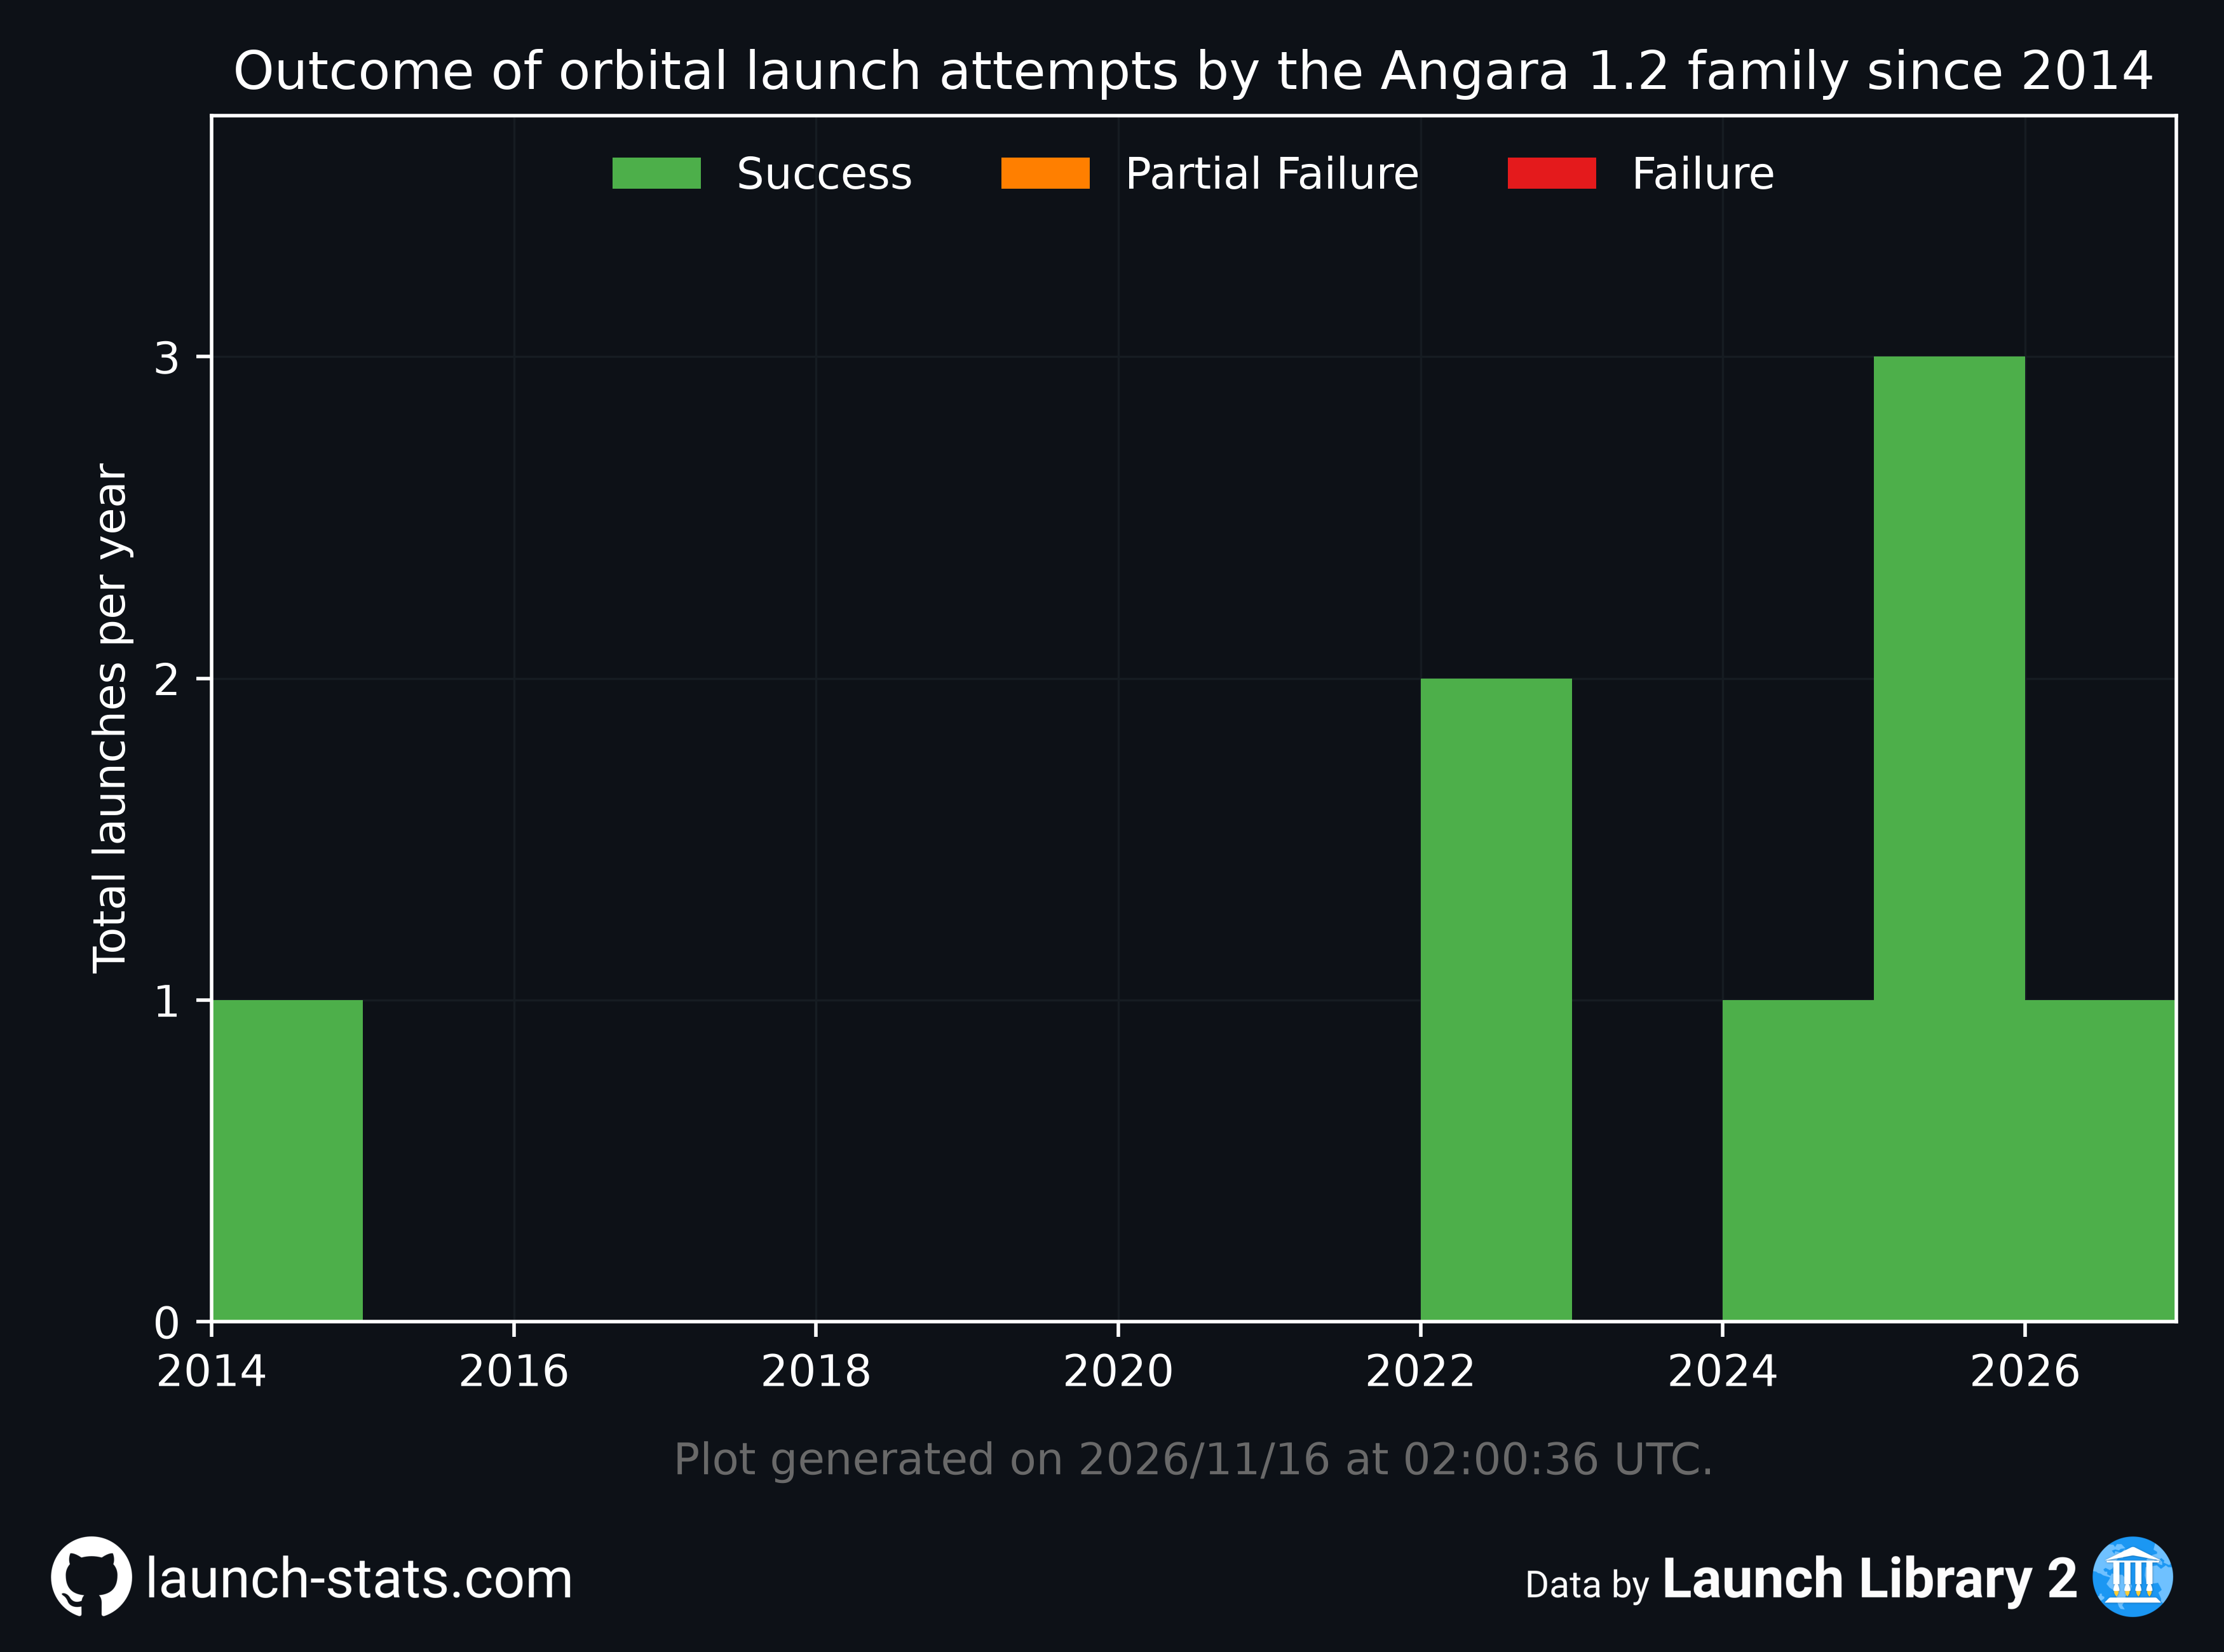 Outcome of orbital launch attempts by the Angara 1.2 family since 2014
Success Partial Failure Failure
Total launches per year
3
2
1
0
2014 2016 2018 2020 2022 2024 2026
Plot generated on 2026/11/16 at 02:00:36 UTC.
launch-stats.com
Data by Launch Library 2